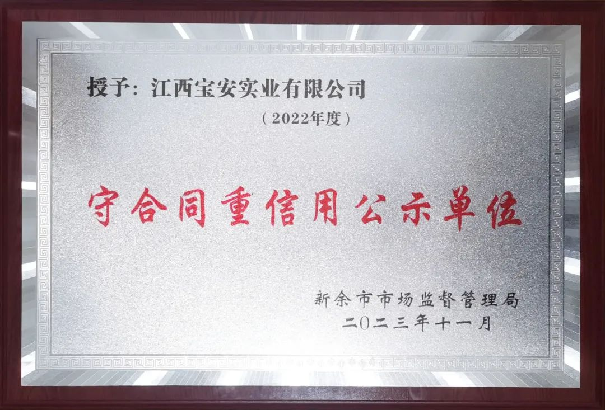 授予：江西宝安实业有限公司
（2022年度）
守合同重信用公示单位
新余市市场监督管理局
二〇二三年十一月